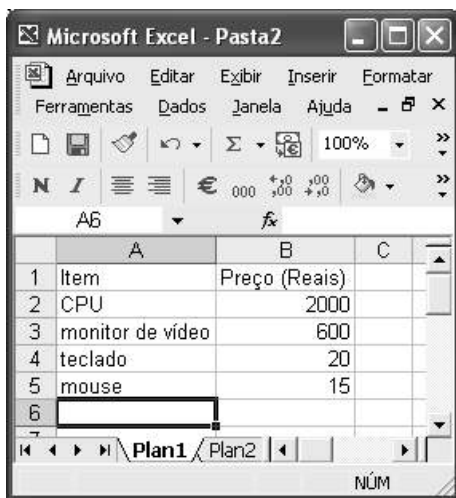 Microsoft Excel - Pasta2
Arquivo Editar Exibir Inserir Formatar
Ferramentas Dados Janela Ajuda
Σ 100%
N I € 000 ,00 ,00
A6 fx
A B C
1 Item Preço (Reais)
2 CPU 2000
3 monitor de vídeo 600
4 teclado 20
5 mouse 15
6
Plan1 Plan2
NÚM